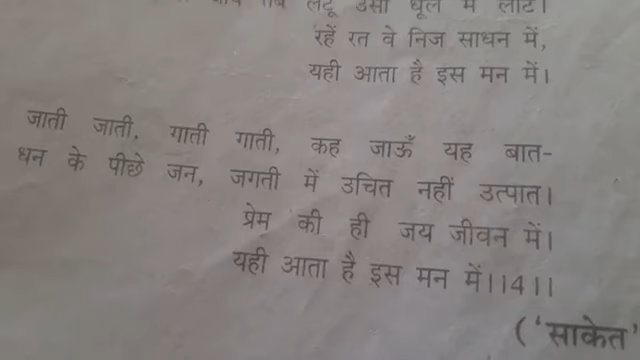 लेटूँ उसी धूल में लोट।
रहें रत वे निज साधन में,
यही आता है इस मन में।
जाती जाती, गाती गाती, कह जाऊँ यह बात-
धन के पीछे जन, जगती में उचित नहीं उत्पात।
प्रेम की ही जय जीवन में।
यही आता है इस मन में।।4।।
('साकेत'